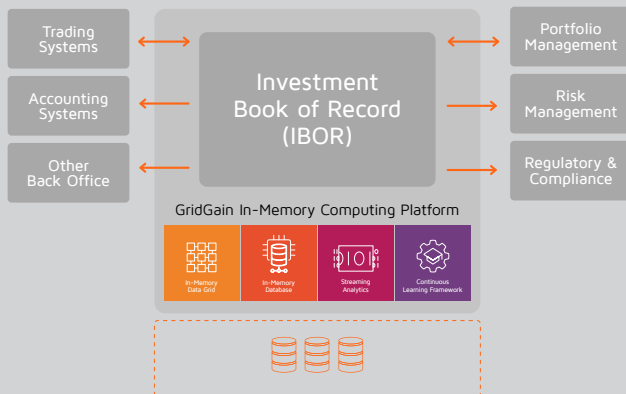 Trading
Systems
Accounting
Systems
Other
Back Office
Investment
Book of Record
(IBOR)
Portfolio
Management
Risk
Management
Regulatory &
Compliance
GridGain In-Memory Computing Platform
In-Memory
Data Grid
In-Memory
Database
Streaming
Analytics
Continuous
Learning Framework